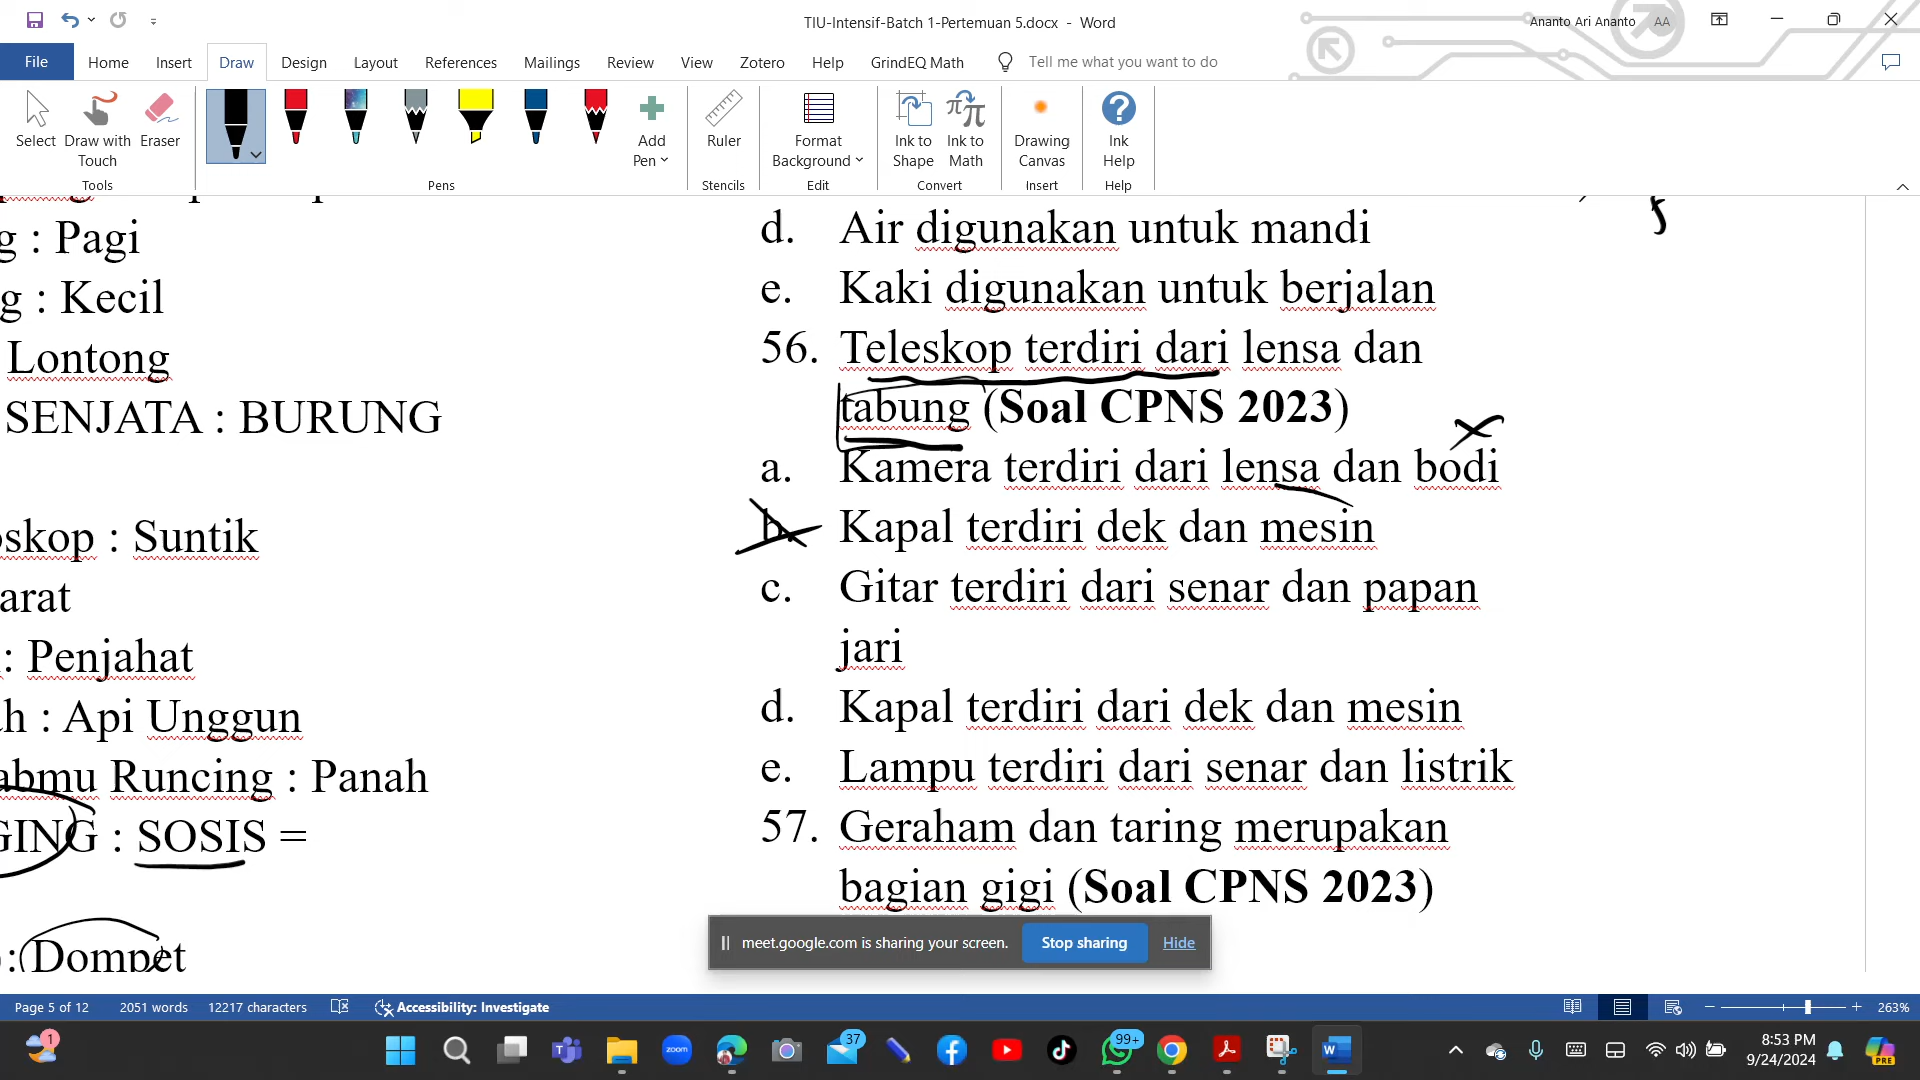 TIU-Intensif-Batch 1-Pertemuan 5.docx - Word
Ananto Ari Ananto
AA
File Home Insert Draw Design Layout References Mailings Review View Zotero Help GrindEQ Math Tell me what you want to do
Select
Draw with Touch
Eraser
Add Pen
Ruler
Format Background
Ink to Shape
Ink to Math
Drawing Canvas
Ink Help
Tools Pens Stencils Edit Convert Insert Help
g : Pagi
g : Kecil
Lontong
SENJATA : BURUNG
oskop : Suntik
arat
: Penjahat
ah : Api Unggun
abmu Runcing : Panah
GING : SOSIS =
: Dompet
d. Air digunakan untuk mandi
e. Kaki digunakan untuk berjalan
56. Teleskop terdiri dari lensa dan
tabung (Soal CPNS 2023)
a. Kamera terdiri dari lensa dan bodi
b. Kapal terdiri dek dan mesin
c. Gitar terdiri dari senar dan papan
jari
d. Kapal terdiri dari dek dan mesin
e. Lampu terdiri dari senar dan listrik
57. Geraham dan taring merupakan
bagian gigi (Soal CPNS 2023)
meet.google.com is sharing your screen. Stop sharing Hide
Page 5 of 12 2051 words 12217 characters Accessibility: Investigate 263%
1
zoom
37
99+
8:53 PM
9/24/2024
PRE